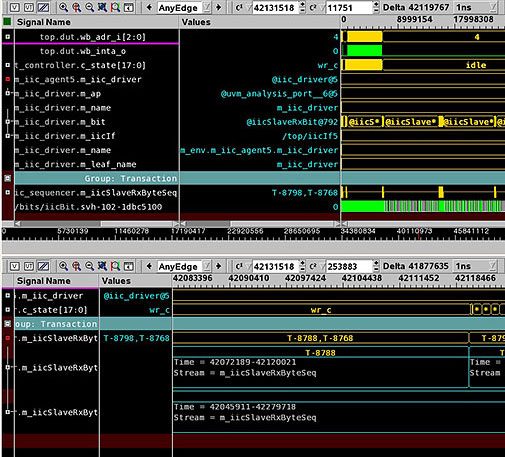 AnyEdge 42131518 11751 Delta 42119767 1ns
Signal Name Values 0 8999154 17998308
top.dut.wb_adr_i[2:0] 4 4
top.dut.wb_inta_o 0
t_controller.c_state[17:0] wr_c idle
m_iic_agent5.m_iic_driver @iic_driver@5
m_iic_driver.m_ap @uvm_analysis_port__6@5
m_iic_driver.m_name m_iic_driver
m_iic_driver.m_bit @iicSlaveRxBit@792 @iicS* @iicSlave* @iicSlave*
m_iic_driver.m_iicIf /top/iicIf5
m_iic_driver.m_name m_env.m_iic_agent5.m_iic_driver
m_iic_driver.m_leaf_name m_iic_driver
Group: Transaction
ic_sequencer.m_iicSlaveRxByteSeq T-8798,T-8768
/bits/iicBit.svh-102-1dbc5100 0
0 5730139 11460278 17190417 22920556 28650695 34380834 40110973 45841112
AnyEdge 42131518 253883 Delta 41877635 1ns
Signal Name Values 42083396 42090410 42097424 42104438 42111452 42118466
.m_iic_driver @iic_driver@5
r.c_state[17:0] wr_c wr_c
oup: Transaction
r.m_iicSlaveRxByt T-8798,T-8768 T-8788,T-8768 T-879
T-8788
r.m_iicSlaveRxByt Time = 42072189-42120021 Time =
Stream = m_iicSlaveRxByteSeq Stream
r.m_iicSlaveRxByt Time = 42045911-42279718
Stream = m_iicSlaveRxByteSeq